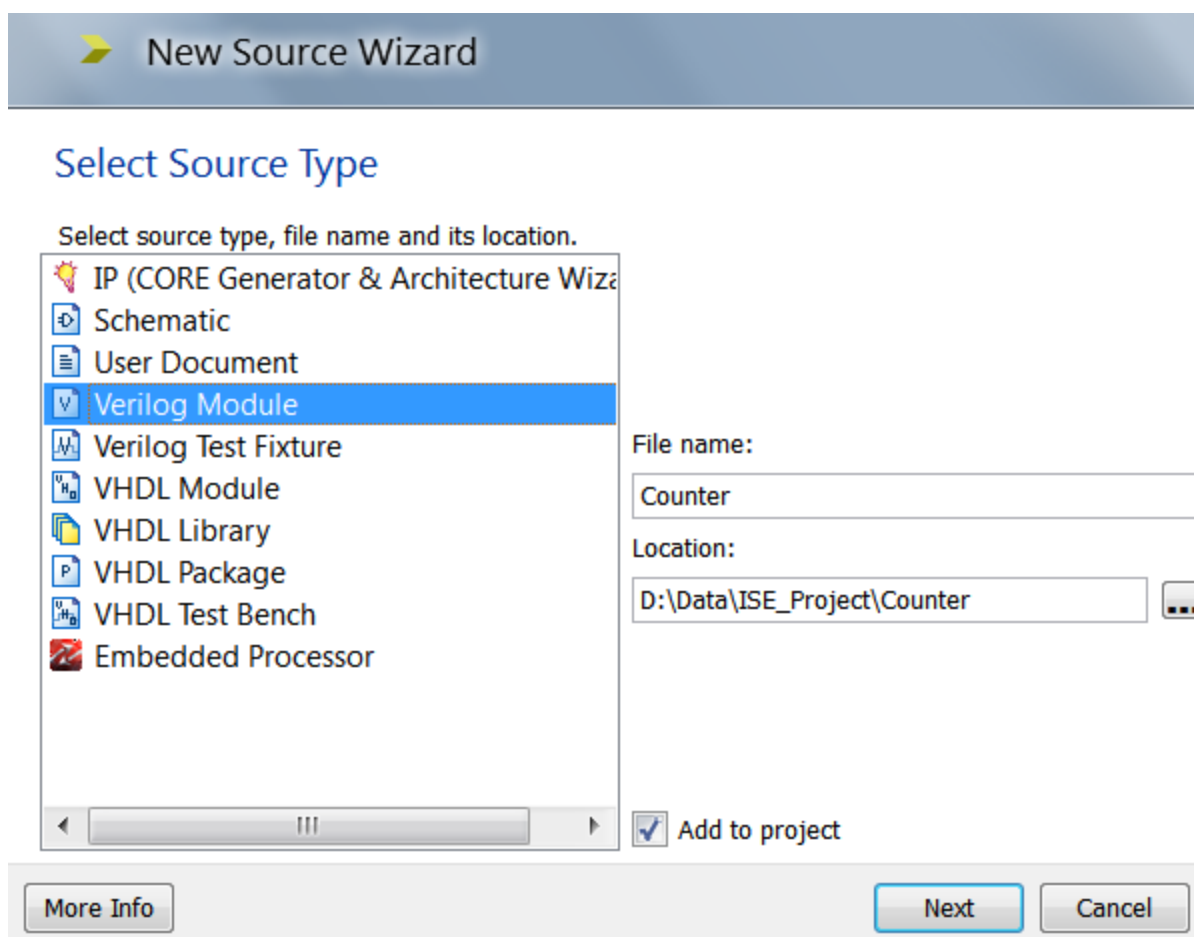 New Source Wizard
Select Source Type
Select source type, file name and its location.
IP (CORE Generator & Architecture
Schematic
User Document
Verilog Module
Verilog Test Fixture
VHDL Module
VHDL Library
VHDL Package
VHDL Test Bench
Embedded Processor
File name:
Counter
Location:
D:\Data\ISE_Project\Counter
...
Add to project
More Info
Next
Cancel